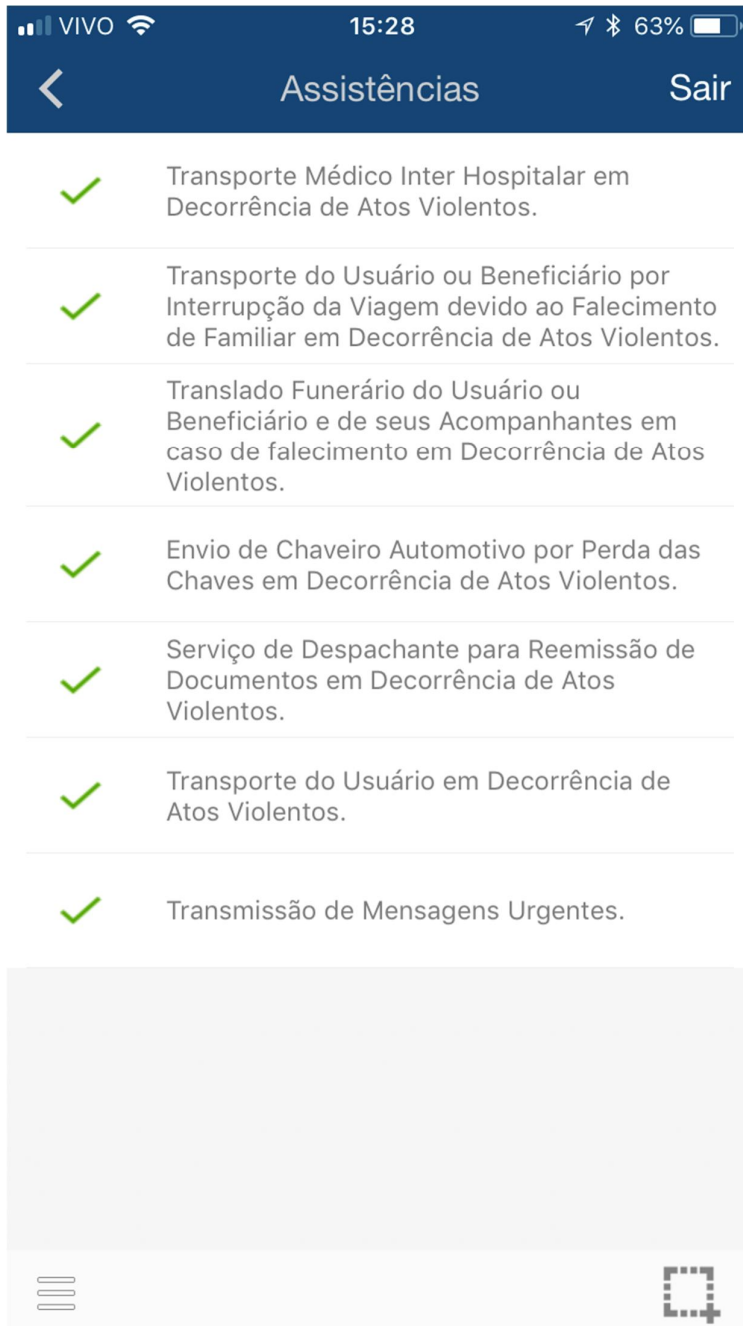 VIVO 15:28 63%
Assistências Sair
Transporte Médico Inter Hospitalar em
Decorrência de Atos Violentos.
Transporte do Usuário ou Beneficiário por
Interrupção da Viagem devido ao Falecimento
de Familiar em Decorrência de Atos Violentos.
Translado Funerário do Usuário ou
Beneficiário e de seus Acompanhantes em
caso de falecimento em Decorrência de Atos
Violentos.
Envio de Chaveiro Automotivo por Perda das
Chaves em Decorrência de Atos Violentos.
Serviço de Despachante para Reemissão de
Documentos em Decorrência de Atos
Violentos.
Transporte do Usuário em Decorrência de
Atos Violentos.
Transmissão de Mensagens Urgentes.